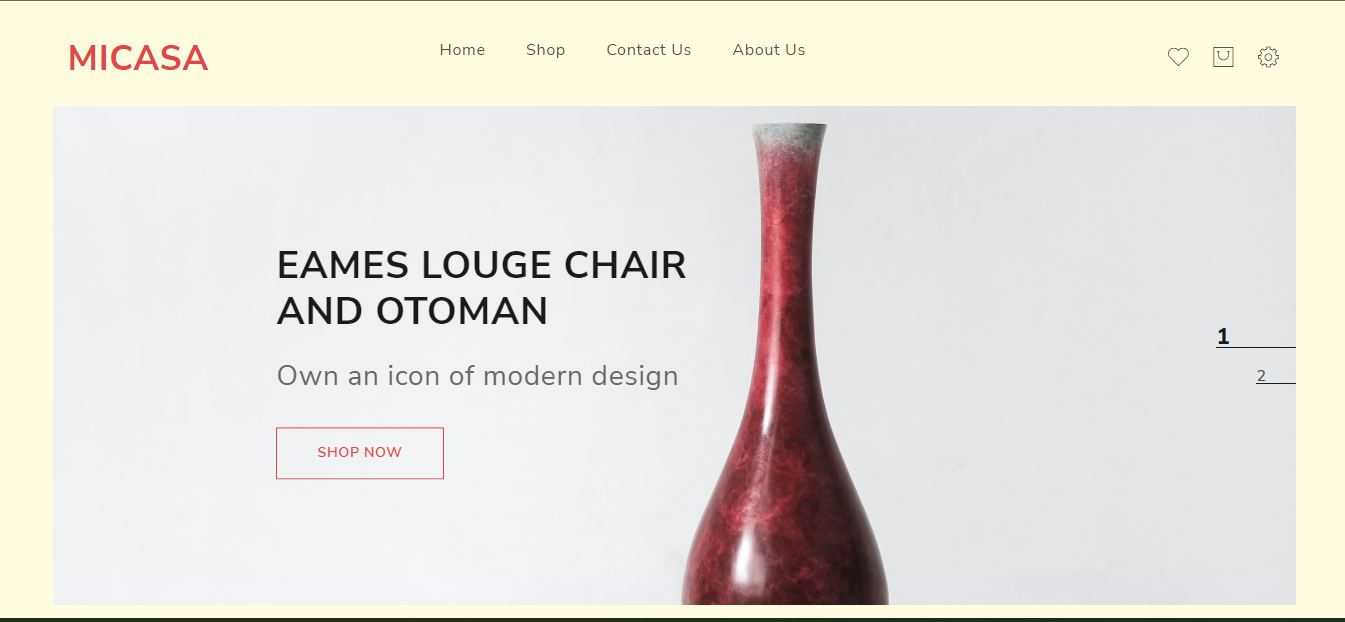 MICASA
Home Shop Contact Us About Us
EAMES LOUGE CHAIR
AND OTOMAN
Own an icon of modern design
SHOP NOW
1
2